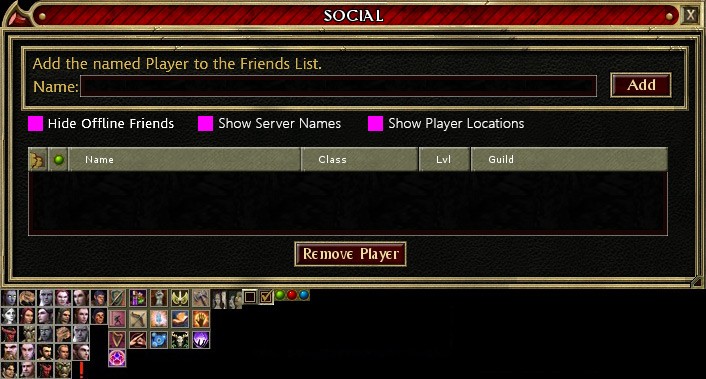 SOCIAL
X
Add the named Player to the Friends List.
Name:
Add
Hide Offline Friends
Show Server Names
Show Player Locations
Name
Class
Lvl
Guild
Remove Player